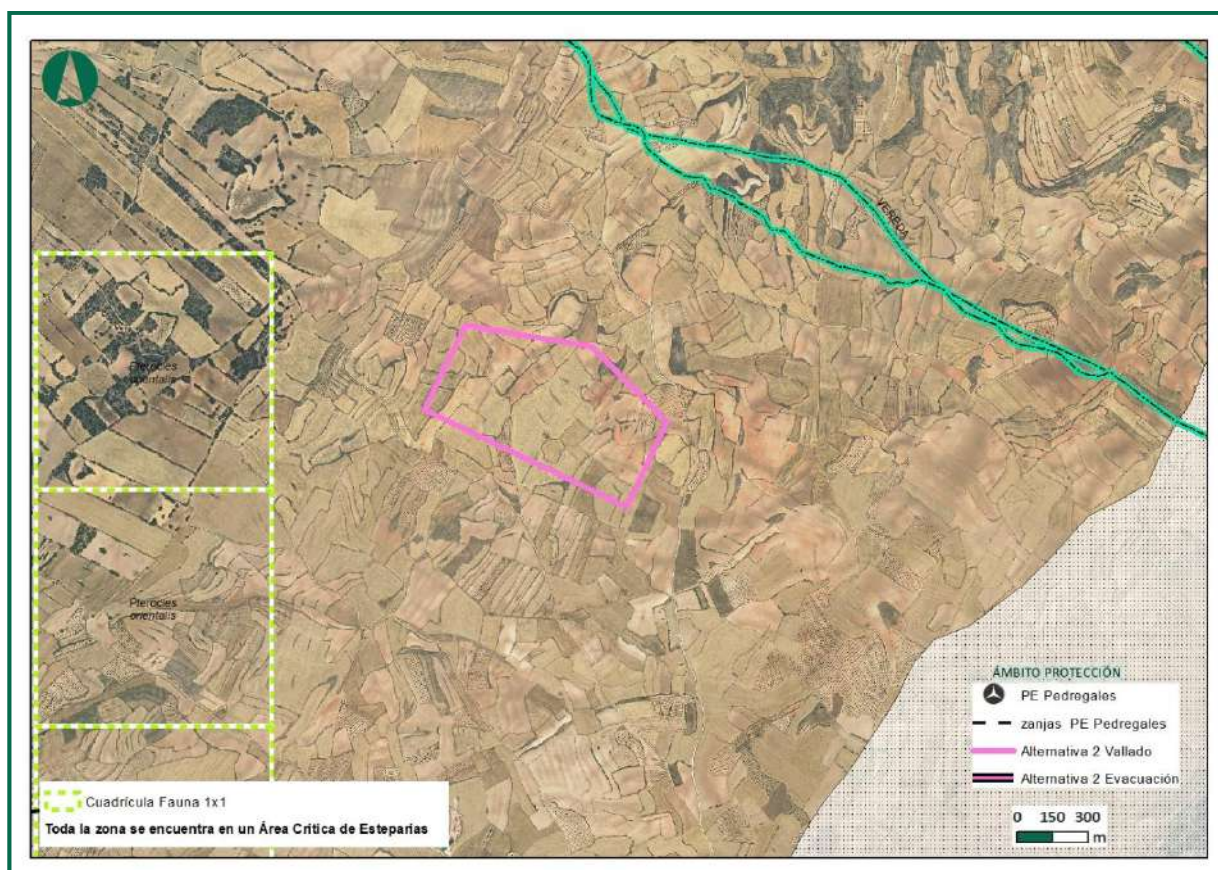 VEREDA
Pterocles
orientalis
Pterocles
orientalis
ÁMBITO PROTECCIÓN
PE Pedregales
zanjas PE Pedregales
Alternativa 2 Vallado
Alternativa 2 Evacuación
0 150 300
m
Cuadrícula Fauna 1x1
Toda la zona se encuentra en un Área Crítica de Esteparias